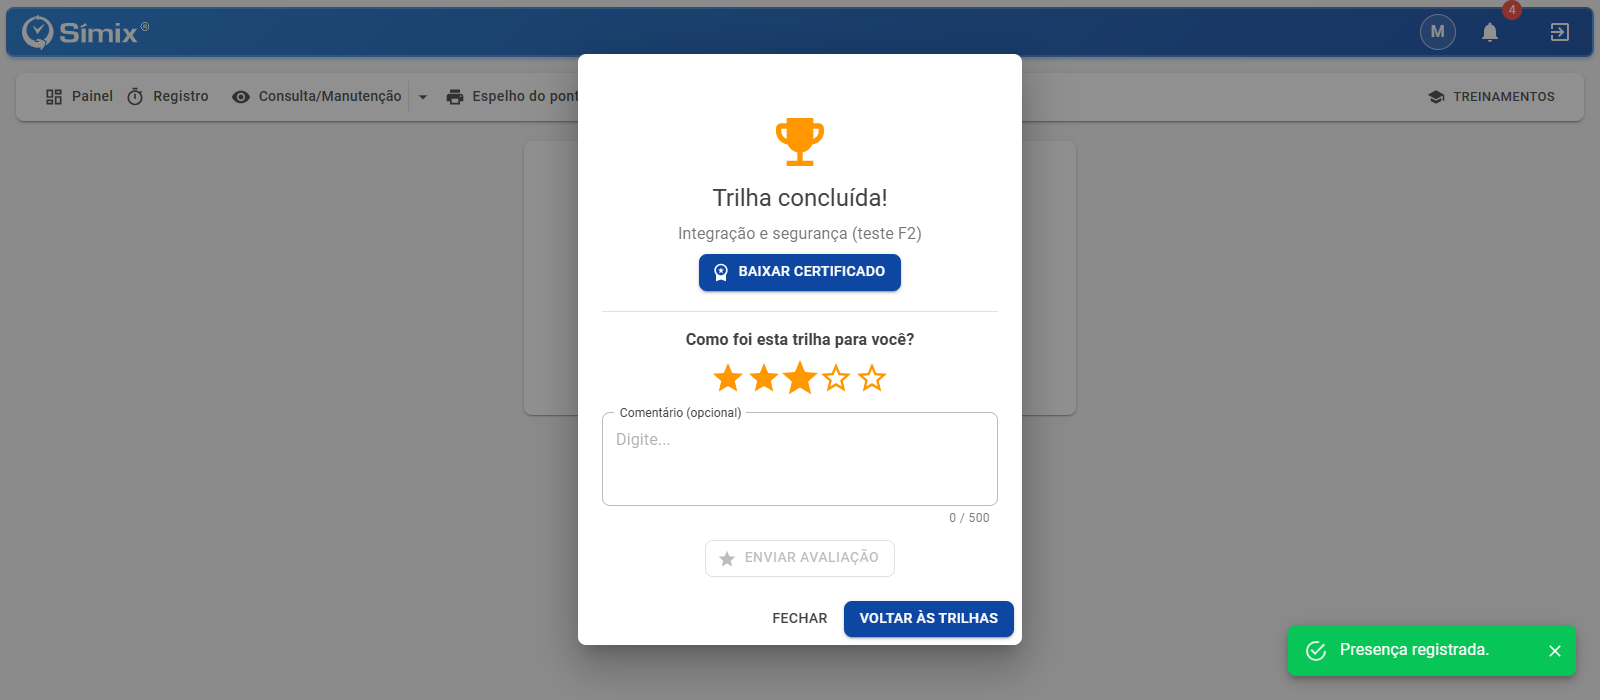 Símix®
M
4
Painel
Registro
Consulta/Manutenção
Espelho do pont
TREINAMENTOS
Trilha concluída!
Integração e segurança (teste F2)
BAIXAR CERTIFICADO
Como foi esta trilha para você?
Comentário (opcional)
Digite...
0 / 500
ENVIAR AVALIAÇÃO
FECHAR
VOLTAR ÀS TRILHAS
Presença registrada.